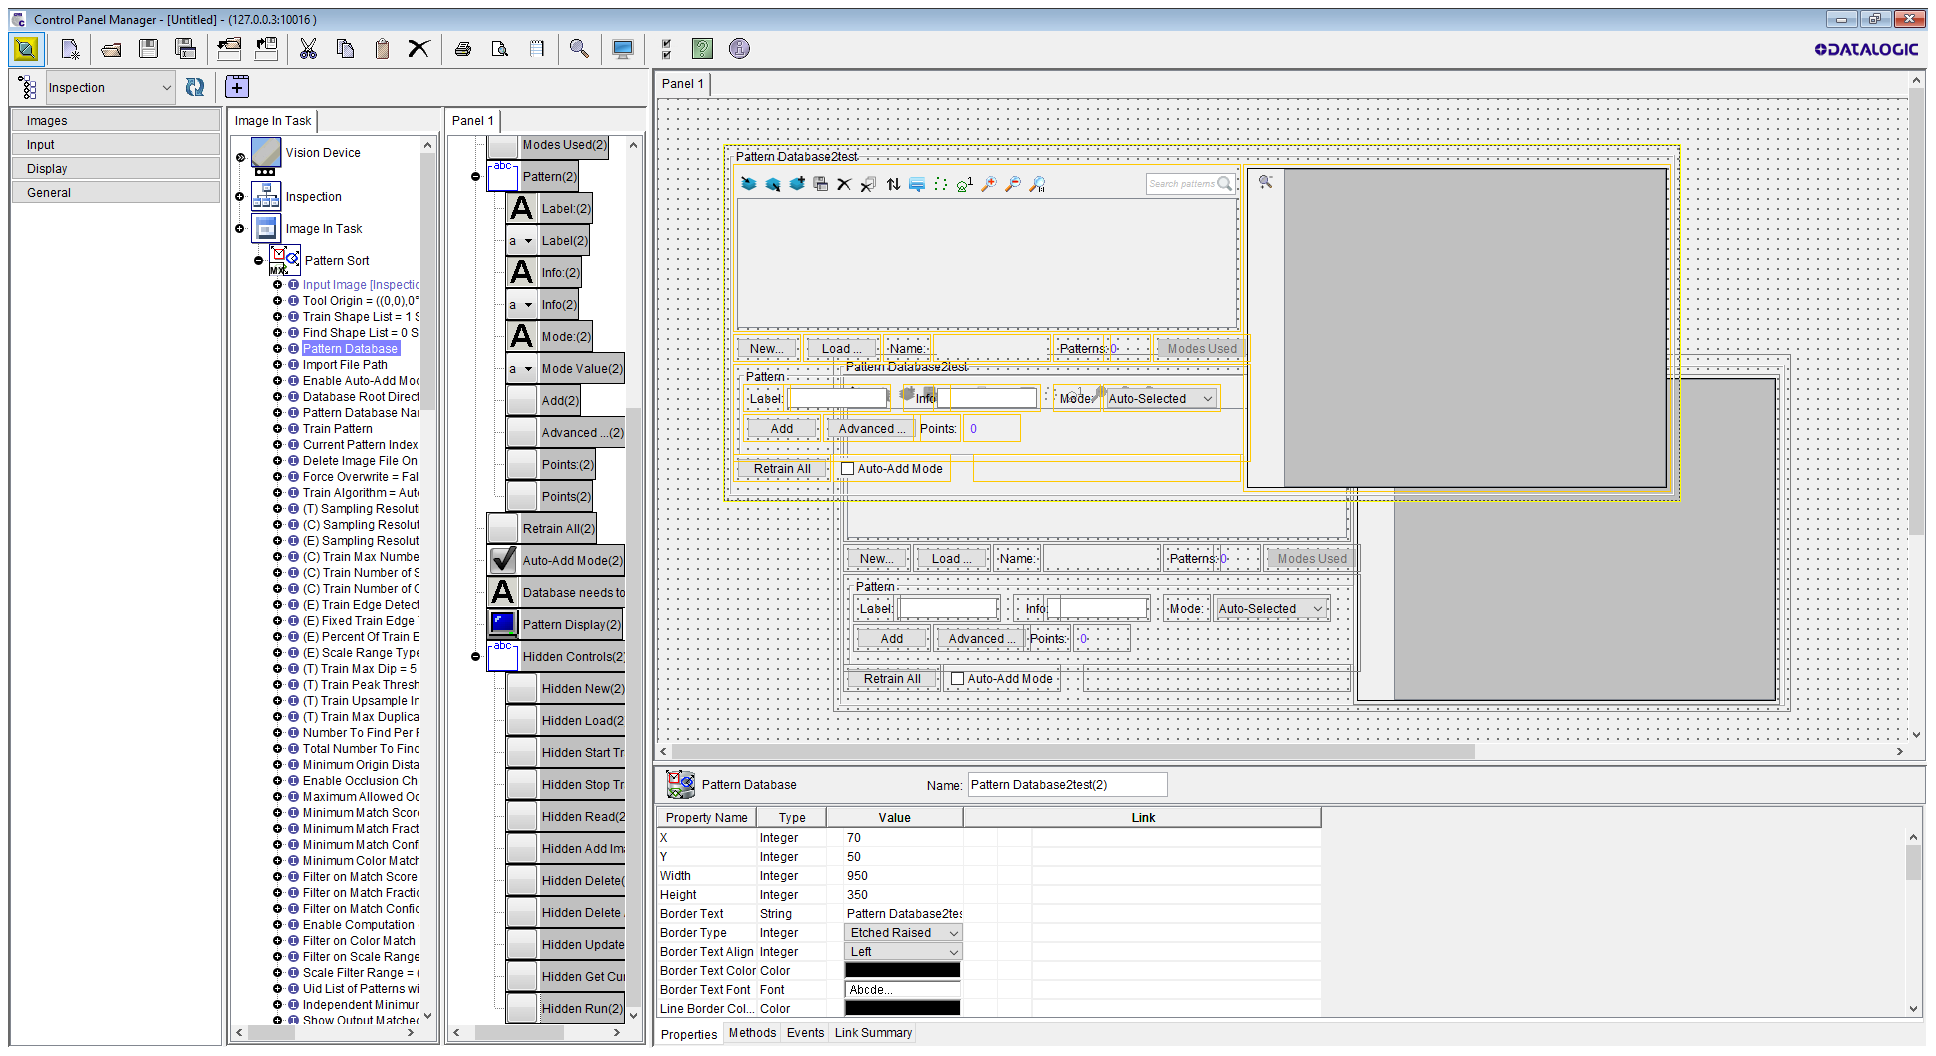 Control Panel Manager - [Untitled] - (127.0.0.3:10016 )
DATALOGIC
Inspection
Images
Input
Display
General
Image In Task
Vision Device
Inspection
Image In Task
Pattern Sort
Input Image [Inspectio
Tool Origin = ((0,0),0°
Train Shape List = 1 S
Find Shape List = 0 S
Pattern Database
Import File Path
Enable Auto-Add Mod
Database Root Direct
Pattern Database Na
Train Pattern
Current Pattern Index
Delete Image File On
Force Overwrite = Fal
Train Algorithm = Auto
(T) Sampling Resolut
(C) Sampling Resolut
(E) Sampling Resolut
(C) Train Max Numbe
(C) Train Number of S
(C) Train Number of C
(E) Train Edge Detect
(E) Fixed Train Edge
(E) Percent Of Train E
(E) Scale Range Type
(T) Train Max Dip = 5
(T) Train Peak Thresh
(T) Train Upsample In
(T) Train Max Duplica
Number To Find Per F
Total Number To Find
Minimum Origin Dista
Enable Occlusion Ch
Maximum Allowed Oc
Minimum Match Score
Minimum Match Fract
Minimum Match Conf
Minimum Color Match
Filter on Match Score
Filter on Match Fractio
Filter on Match Confic
Enable Computation
Filter on Color Match
Filter on Scale Range
Scale Filter Range = (
Uid List of Patterns wi
Independent Minimum
Show Output Matched
Panel 1
Modes Used(2)
abc Pattern(2)
A Label:(2)
a Label(2)
A Info:(2)
a Info(2)
A Mode:(2)
a Mode Value(2)
Add(2)
Advanced ...(2)
Points:(2)
Points(2)
Retrain All(2)
Auto-Add Mode(2)
A Database needs to
Pattern Display(2)
abc Hidden Controls(2)
Hidden New(2)
Hidden Load(2
Hidden Start Tr
Hidden Stop Tr
Hidden Read(2
Hidden Add Ima
Hidden Delete(
Hidden Delete
Hidden Update
Hidden Get Cur
Hidden Run(2)
Panel 1
Pattern Database2test
Search patterns
New... Load ... Name: Patterns: 0 Modes Used
Pattern
Label: Info: Mode: Auto-Selected
Add Advanced ... Points: 0
Retrain All Auto-Add Mode
Pattern Database2test
New... Load ... Name: Patterns: 0 Modes Used
Pattern
Label: Info: Mode: Auto-Selected
Add Advanced ... Points: 0
Retrain All Auto-Add Mode
Pattern Database Name: Pattern Database2test(2)
Property Name Type Value Link
X Integer 70
Y Integer 50
Width Integer 950
Height Integer 350
Border Text String Pattern Database2tes
Border Type Integer Etched Raised
Border Text Align Integer Left
Border Text Color Color
Border Text Font Font Abcde...
Line Border Col... Color
Properties Methods Events Link Summary